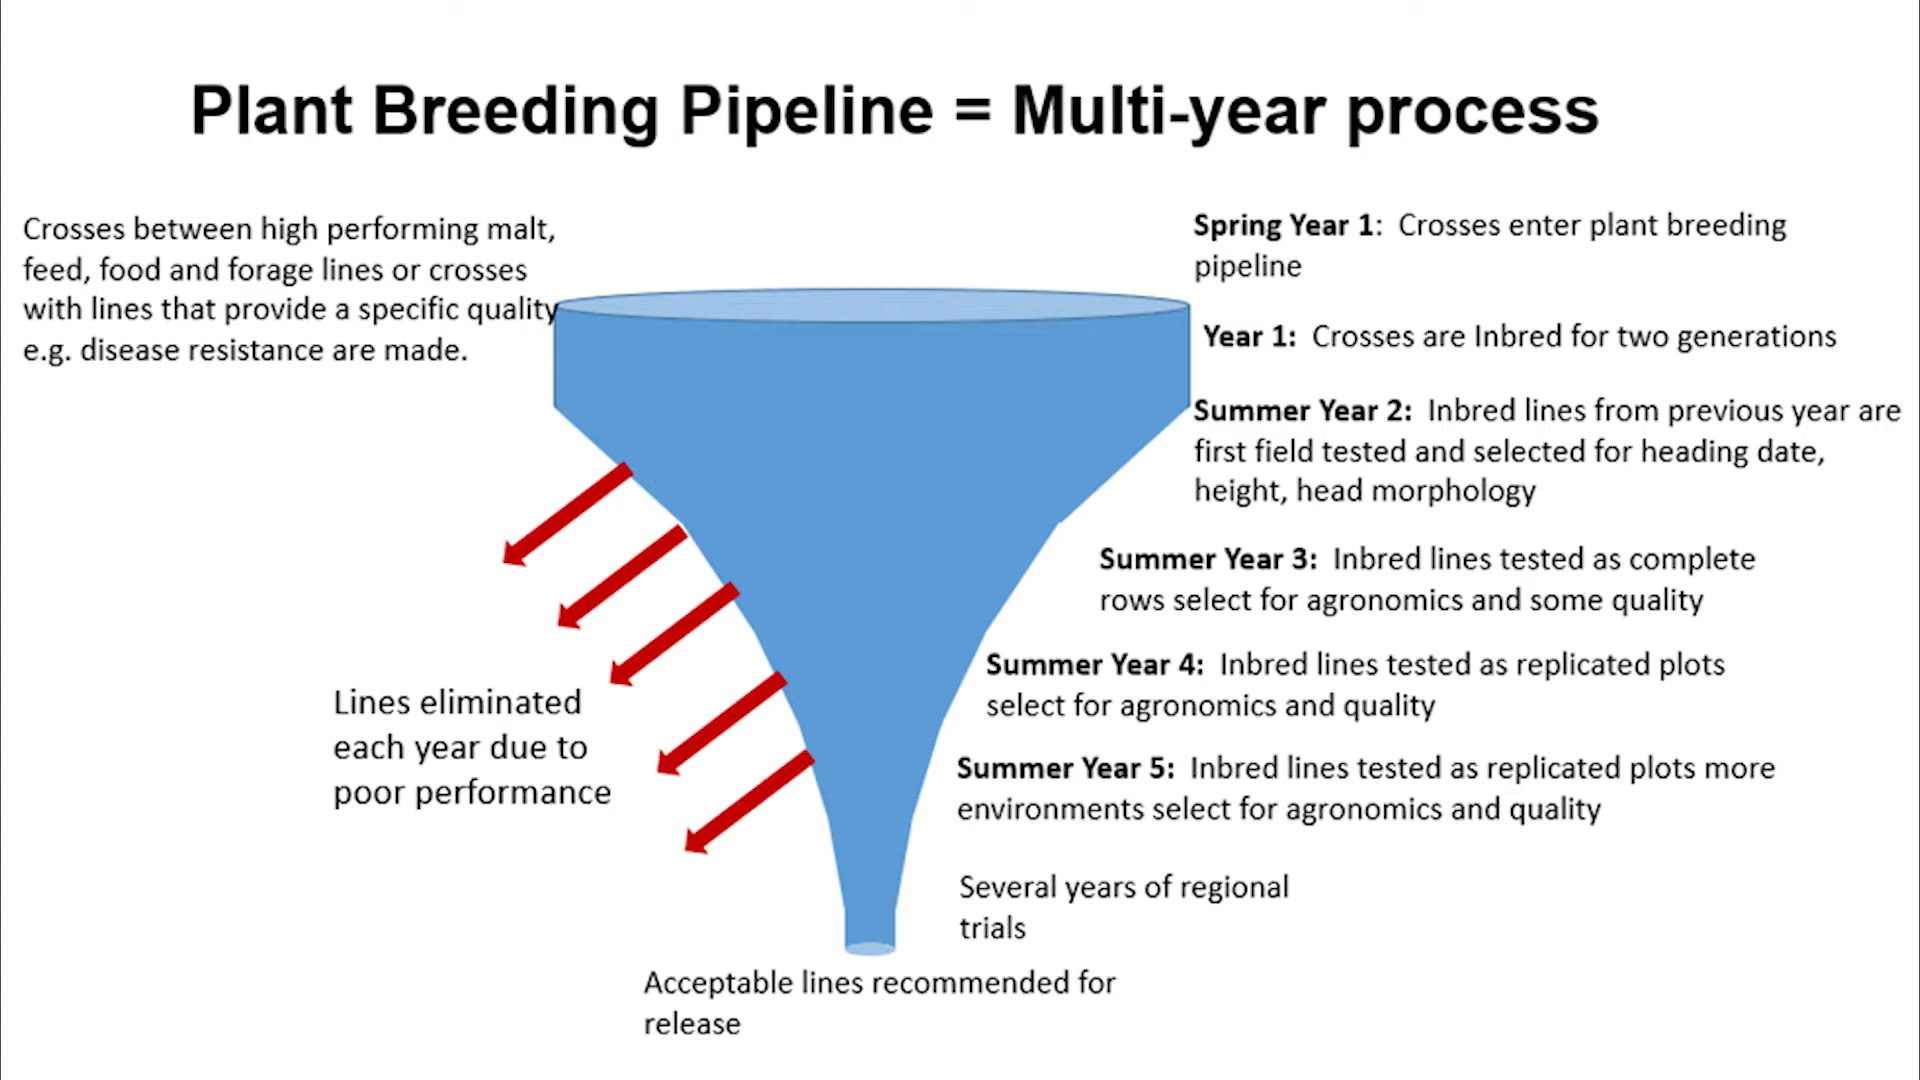 Plant Breeding Pipeline = Multi-year process
Crosses between high performing malt,
feed, food and forage lines or crosses
with lines that provide a specific quality
e.g. disease resistance are made.
Spring Year 1:  Crosses enter plant breeding
pipeline
Year 1:  Crosses are Inbred for two generations
Summer Year 2:  Inbred lines from previous year are
first field tested and selected for heading date,
height, head morphology
Summer Year 3:  Inbred lines tested as complete
rows select for agronomics and some quality
Summer Year 4:  Inbred lines tested as replicated plots
select for agronomics and quality
Summer Year 5:  Inbred lines tested as replicated plots more
environments select for agronomics and quality
Several years of regional
trials
Lines eliminated
each year due to
poor performance
Acceptable lines recommended for
release